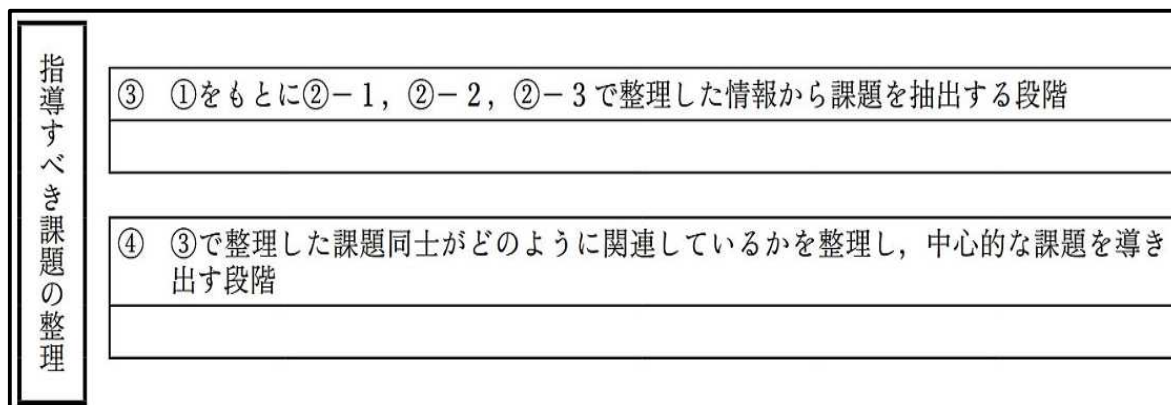 指導すべき課題の整理
③ ①をもとに②－1，②－2，②－3で整理した情報から課題を抽出する段階
④ ③で整理した課題同士がどのように関連しているかを整理し，中心的な課題を導き
出す段階